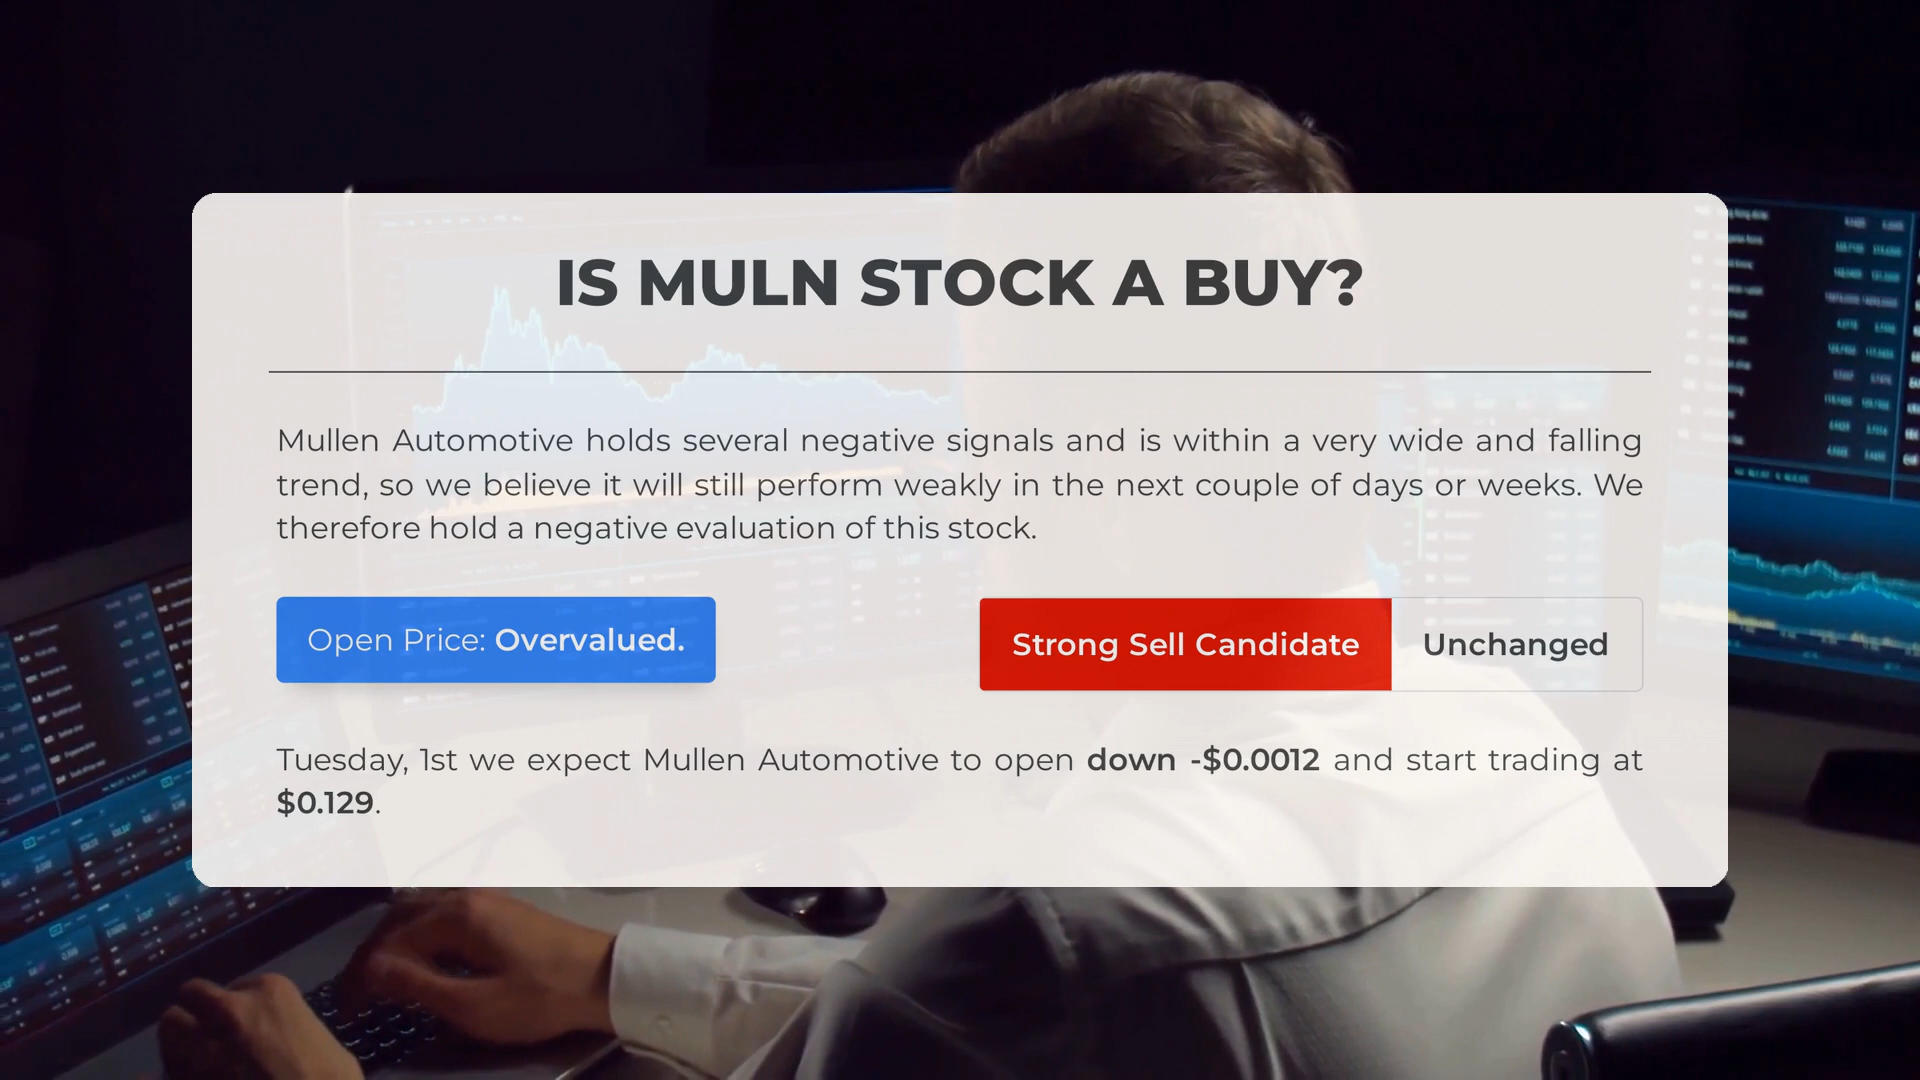 IS MULN STOCK A BUY?
Mullen Automotive holds several negative signals and is within a very wide and falling
trend, so we believe it will still perform weakly in the next couple of days or weeks. We
therefore hold a negative evaluation of this stock.
Open Price: Overvalued.
Strong Sell Candidate
Unchanged
Tuesday, 1st we expect Mullen Automotive to open down -$0.0012 and start trading at
$0.129.